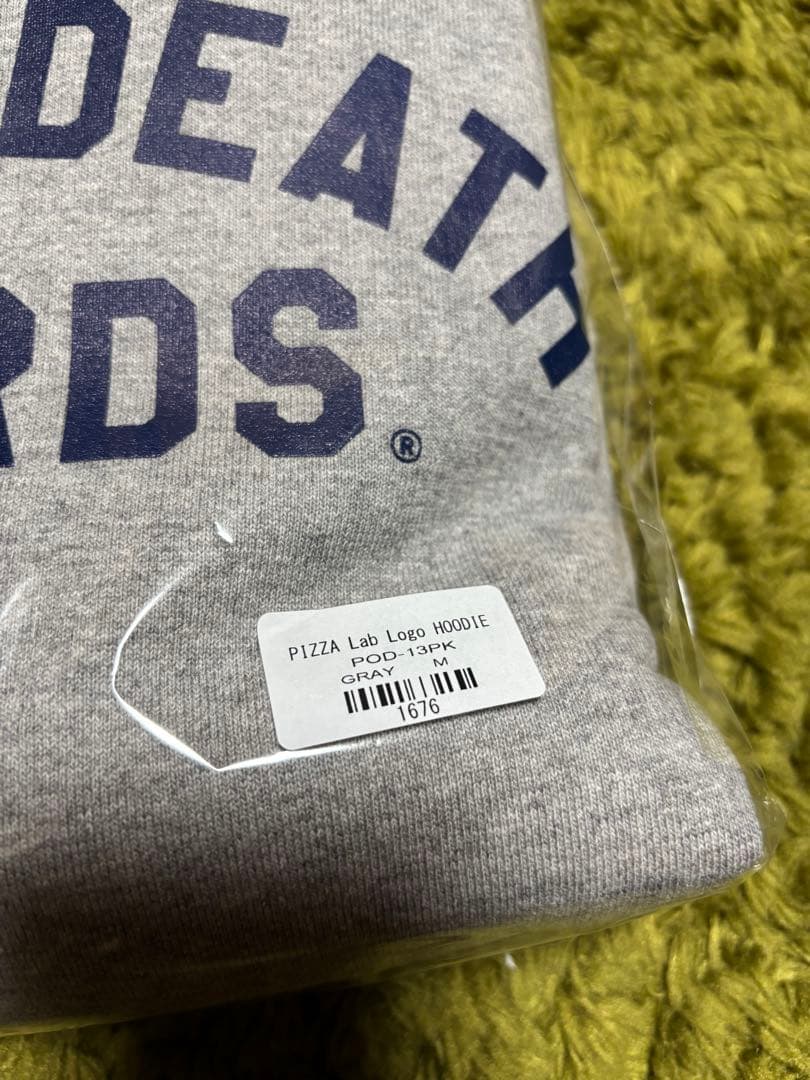 DEATH
RDS®
PIZZA Lab Logo HOODIE
POD-13PK
GRAY M
1676